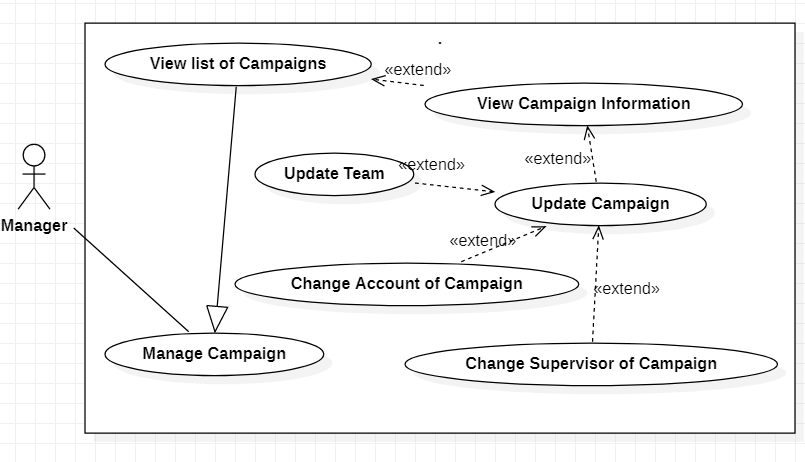 View list of Campaigns
«extend»
View Campaign Information
«extend»
Update Team
«extend»
Update Campaign
Manager
«extend»
Change Account of Campaign
«extend»
Manage Campaign
Change Supervisor of Campaign